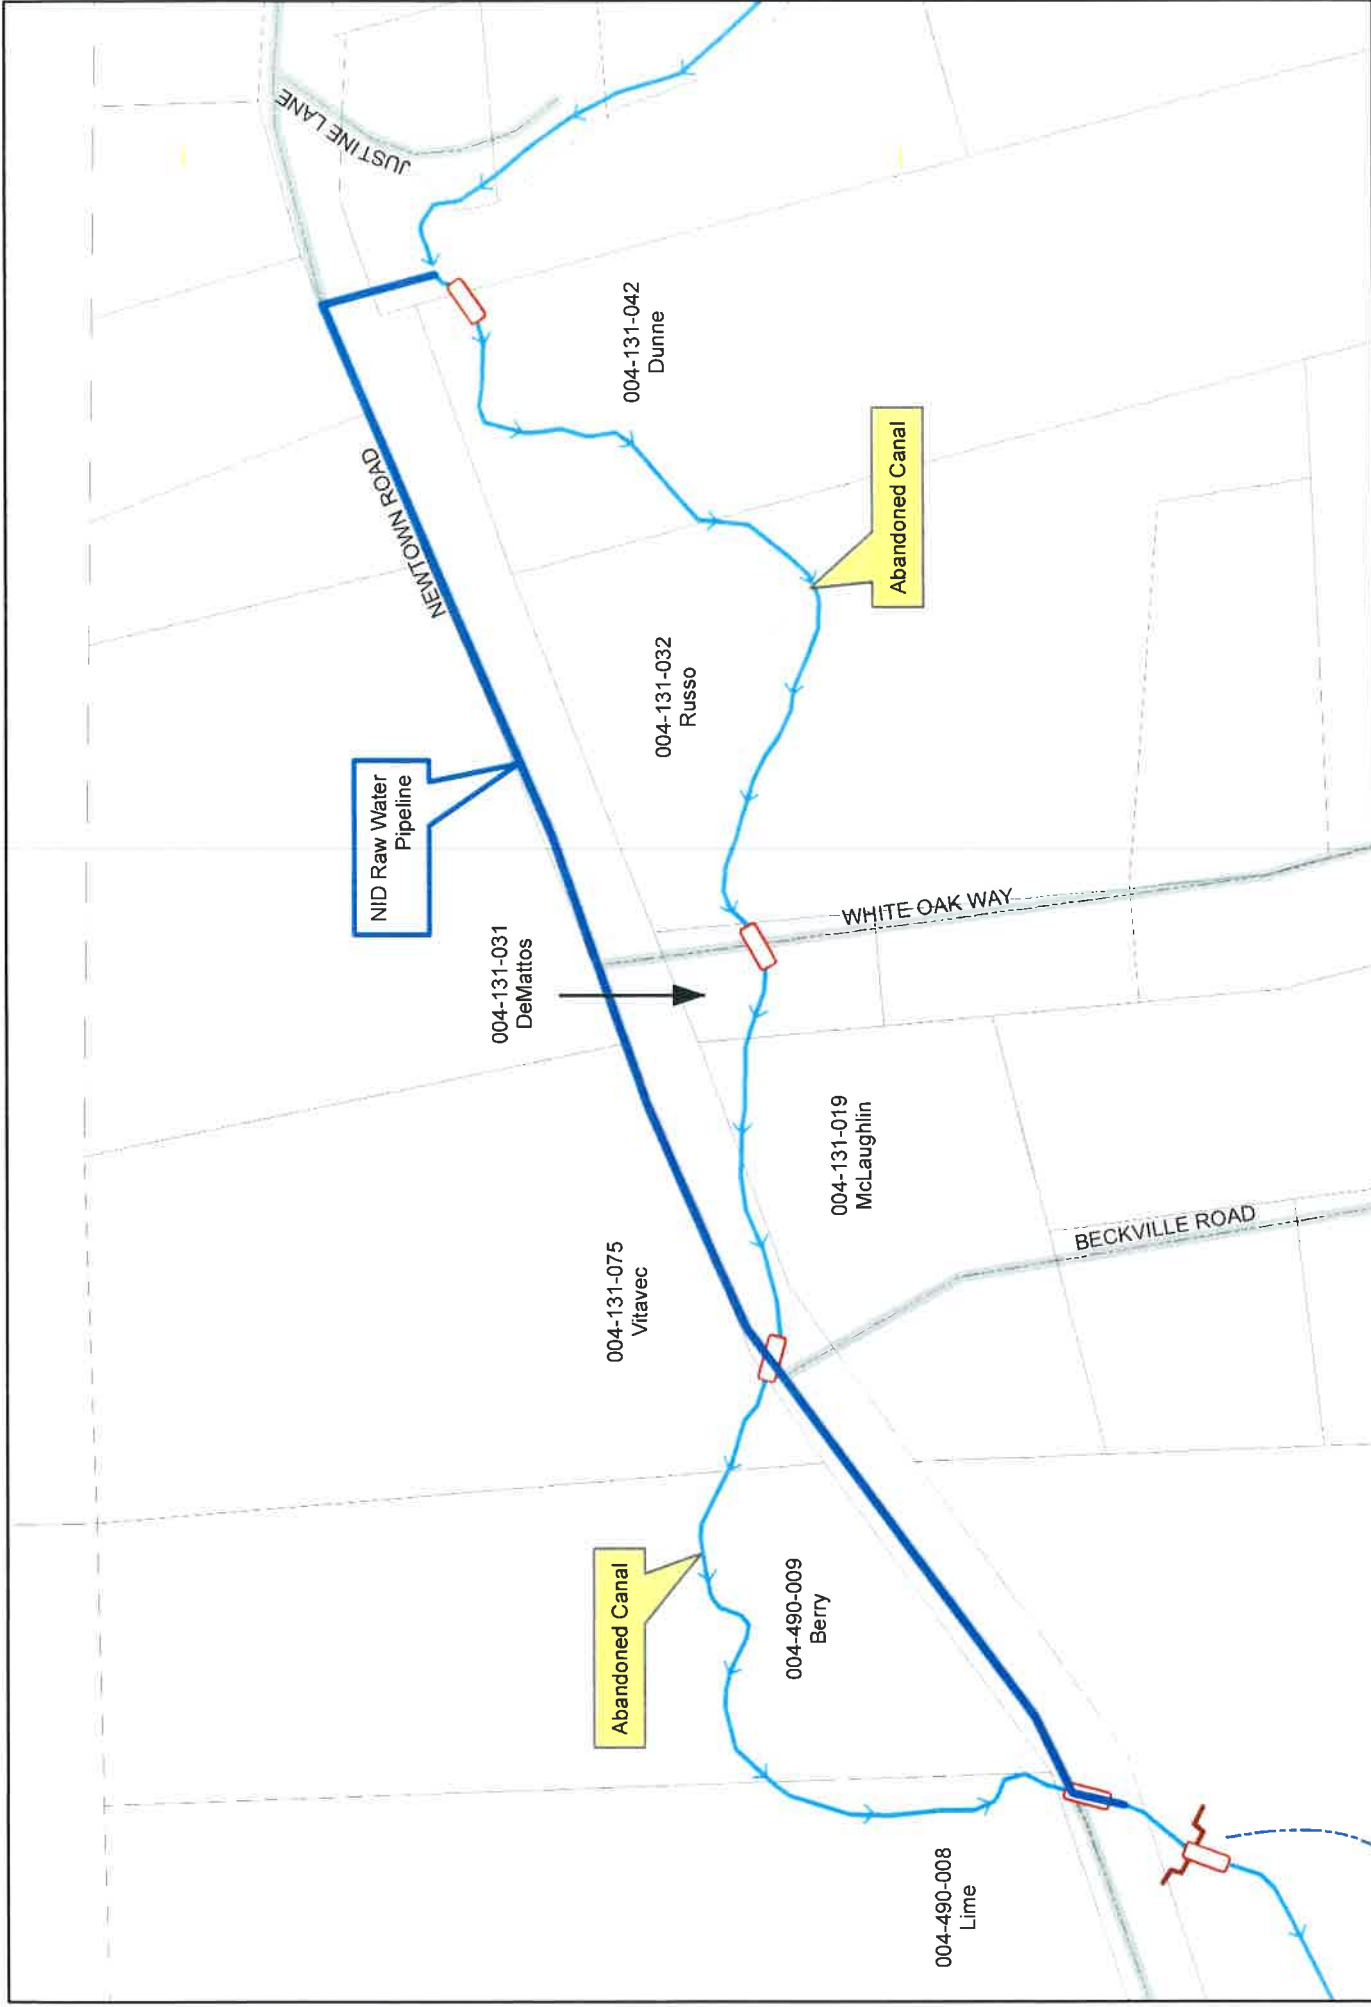 JUSTINE LANE
NEWTOWN ROAD
004-131-042
Dunne
Abandoned Canal
004-131-032
Russo
NID Raw Water
Pipeline
WHITE OAK WAY
004-131-031
DeMattos
004-131-019
McLaughlin
BECKVILLE ROAD
004-131-075
Vitavec
Abandoned Canal
004-490-009
Berry
004-490-008
Lime